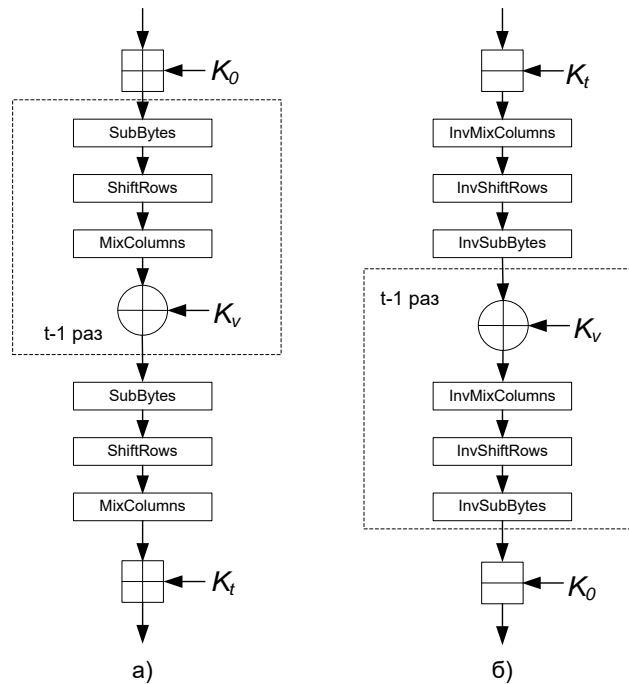 K0
SubBytes
ShiftRows
MixColumns
Kv
t-1 раз
SubBytes
ShiftRows
MixColumns
Kt
а)
Kt
InvMixColumns
InvShiftRows
InvSubBytes
t-1 раз
Kv
InvMixColumns
InvShiftRows
InvSubBytes
K0
б)